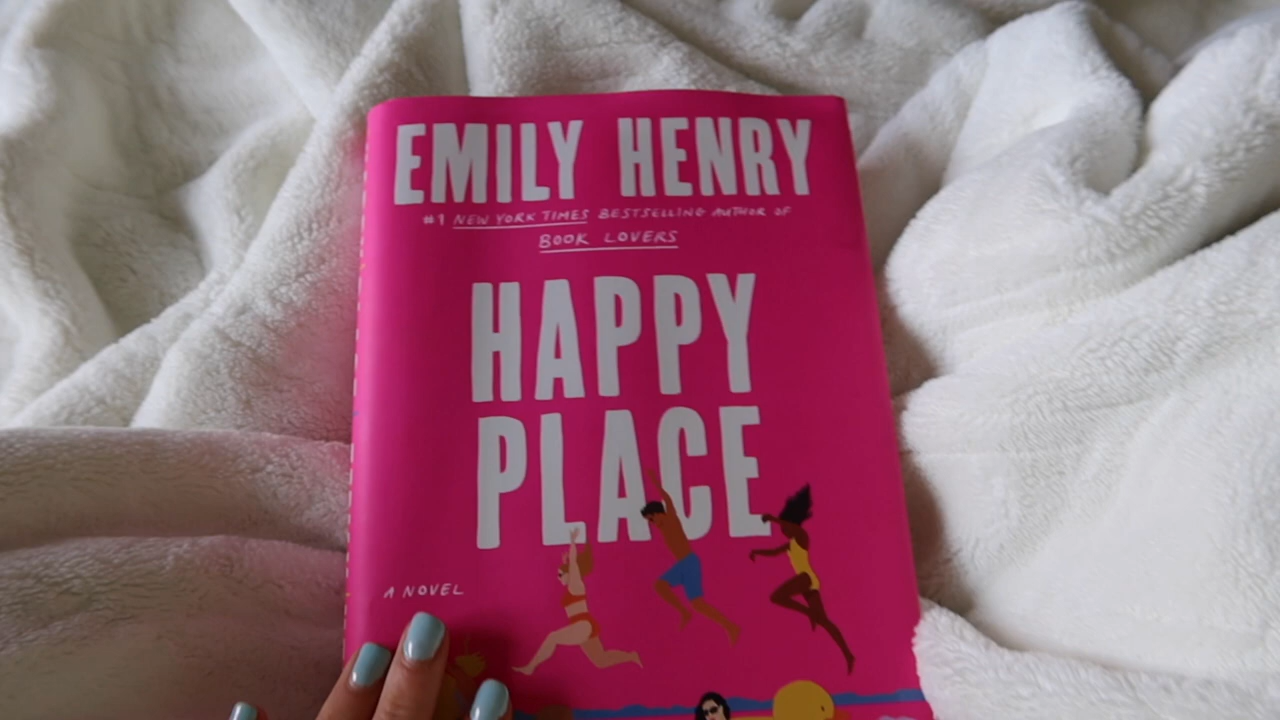 EMILY HENRY
#1 NEW YORK TIMES BESTSELLING AUTHOR OF
BOOK LOVERS
HAPPY
PLACE
A NOVEL